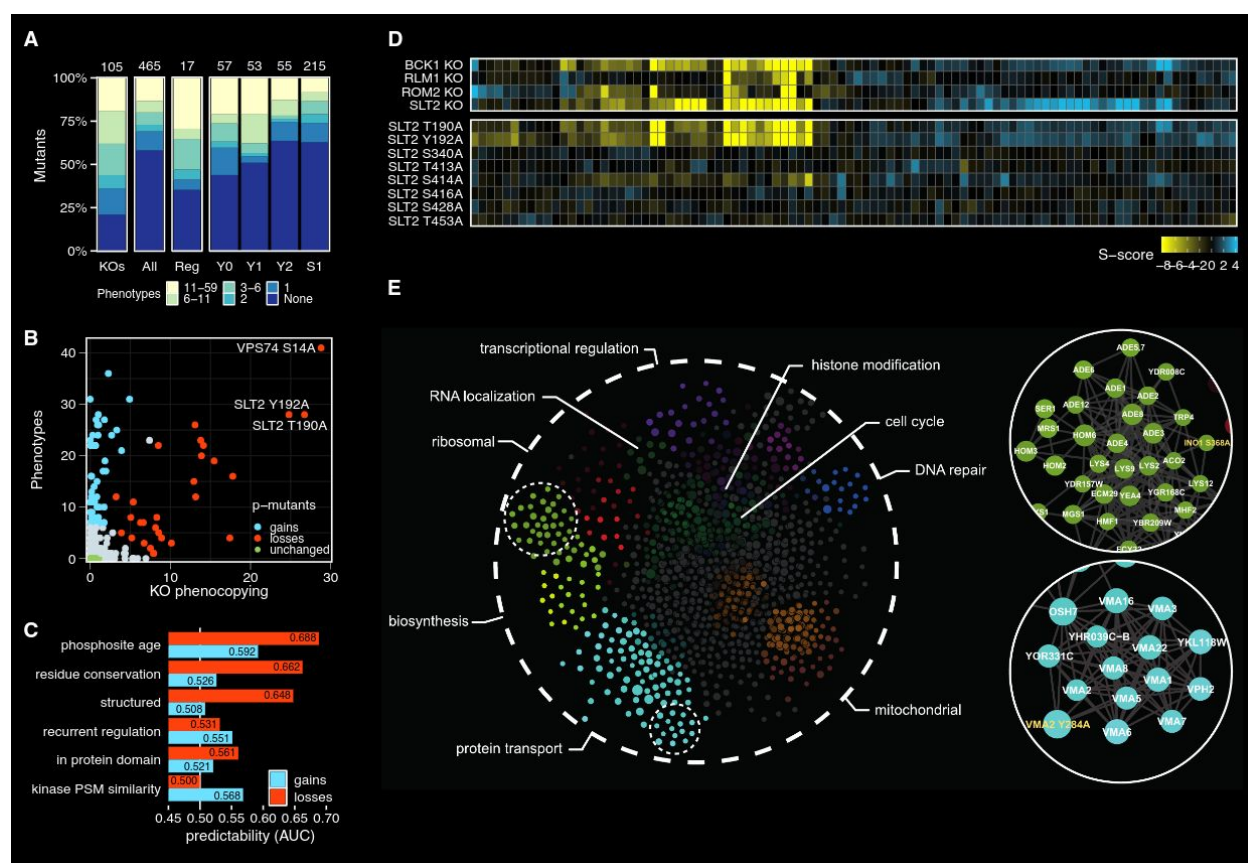 A
105 465 17 57 53 55 215
100%
75%
50%
25%
0%
Mutants
KOs All Reg Y0 Y1 Y2 S1
Phenotypes 11–59 3–6 1
6–11 2 None
B
40
30
20
10
0
Phenotypes
VPS74 S14A
SLT2 Y192A
SLT2 T190A
p−mutants
gains
losses
unchanged
0 10 20 30
KO phenocopying
C
phosphosite age 0.688
0.592
residue conservation 0.662
0.526
structured 0.648
0.508
recurrent regulation 0.531
0.551
in protein domain 0.561
0.521
kinase PSM similarity 0.500
0.568
gains
losses
0.45 0.50 0.55 0.60 0.65 0.70
predictability (AUC)
D
BCK1 KO
RLM1 KO
ROM2 KO
SLT2 KO
SLT2 T190A
SLT2 Y192A
SLT2 S340A
SLT2 T413A
SLT2 S414A
SLT2 S416A
SLT2 S428A
SLT2 T453A
S−score
−8−6−4−20 2 4
E
transcriptional regulation
histone modification
RNA localization
cell cycle
ribosomal
DNA repair
biosynthesis
mitochondrial
protein transport
ADE5,7
ADE6
YDR008C
ADE1
ADE2
SER1
ADE12
ADE8
TRP4
MRS1
HOM6
ADE4
ADE3
INO1 S368A
HOM3
HOM2
LYS4
LYS9
LYS2
ACO2
YDR157W
ECM29
YEA4
YGR168C
LYS12
MGS1
HMF1
YBR209W
MHF2
OSH7
VMA16
VMA3
YHR039C−B
VMA22
YKL118W
YOR331C
VMA8
VMA1
VMA2
VMA5
VPH2
VMA2 Y284A
VMA6
VMA7